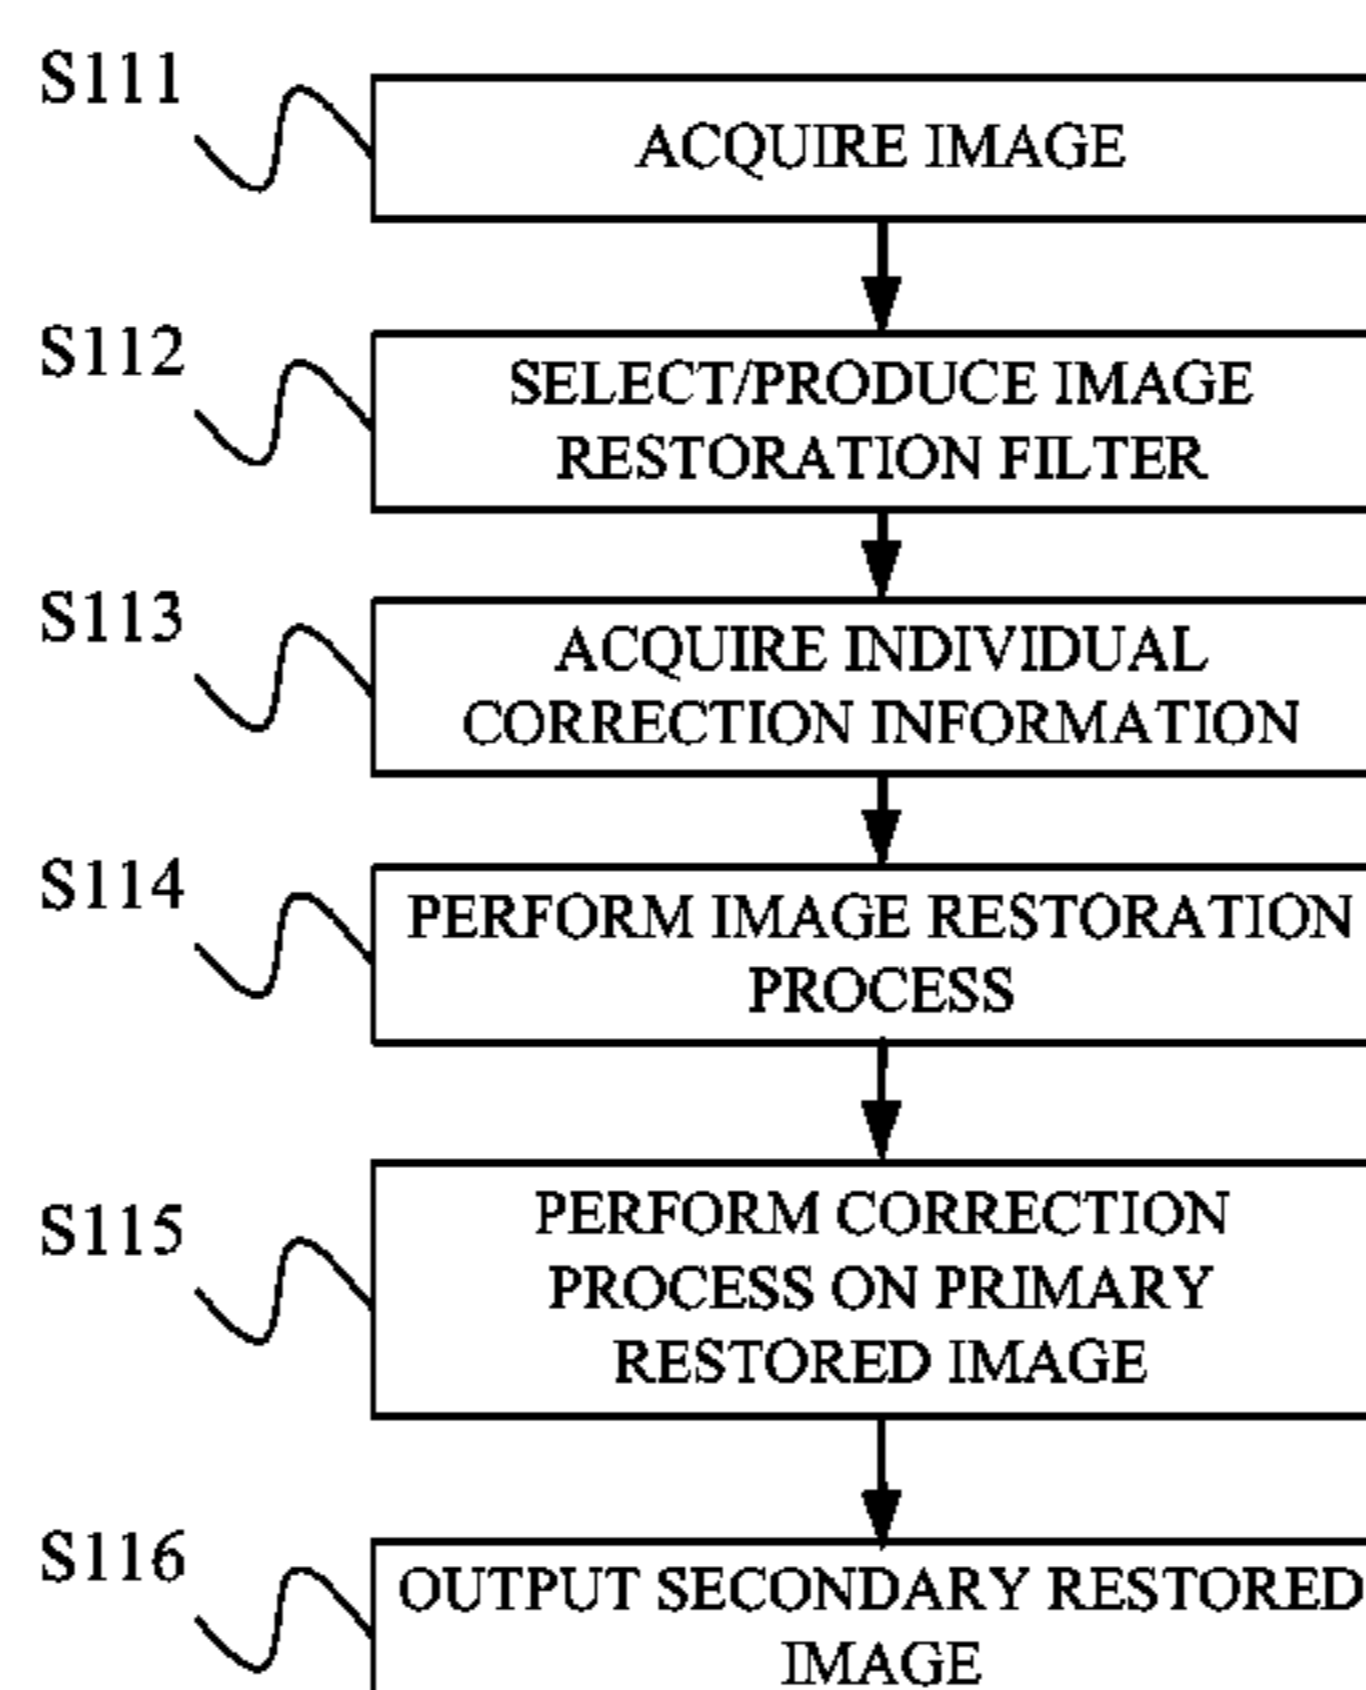 S111
ACQUIRE IMAGE
S112
SELECT/PRODUCE IMAGE
RESTORATION FILTER
S113
ACQUIRE INDIVIDUAL
CORRECTION INFORMATION
S114
PERFORM IMAGE RESTORATION
PROCESS
S115
PERFORM CORRECTION
PROCESS ON PRIMARY
RESTORED IMAGE
S116
OUTPUT SECONDARY RESTORED
IMAGE